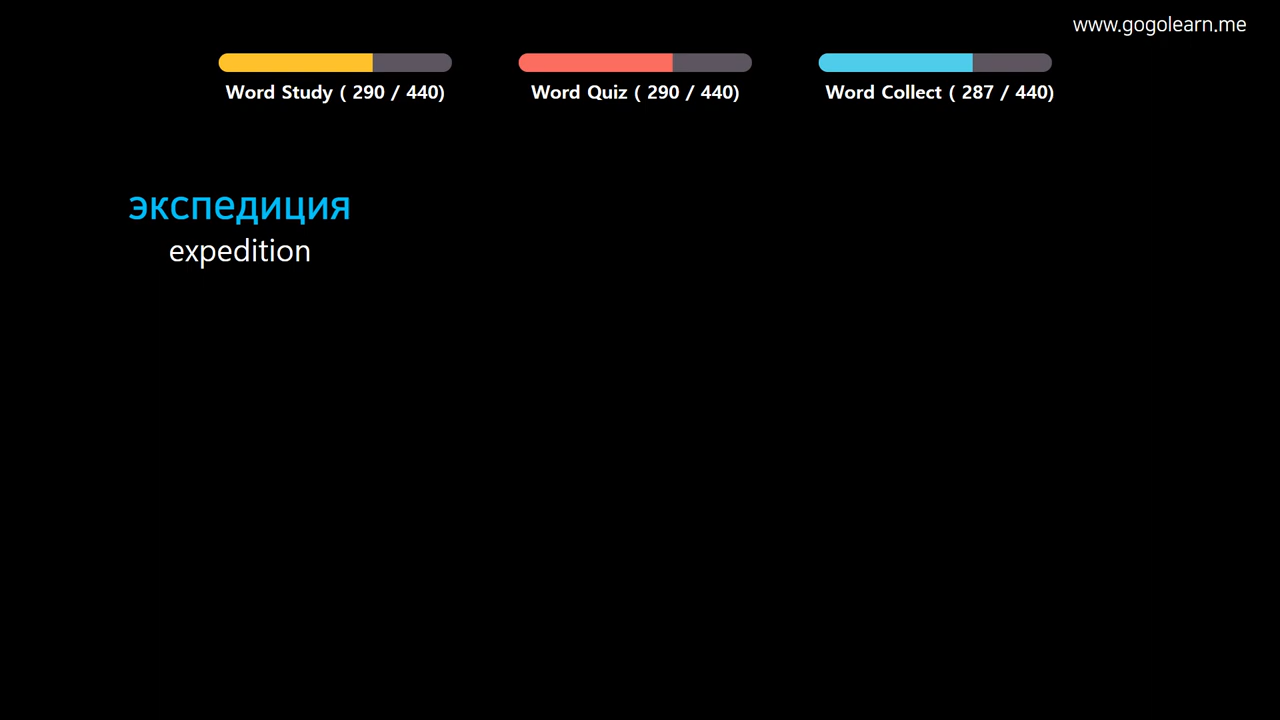 www.gogolearn.me
Word Study ( 290 / 440)
Word Quiz ( 290 / 440)
Word Collect ( 287 / 440)
экспедиция
expedition